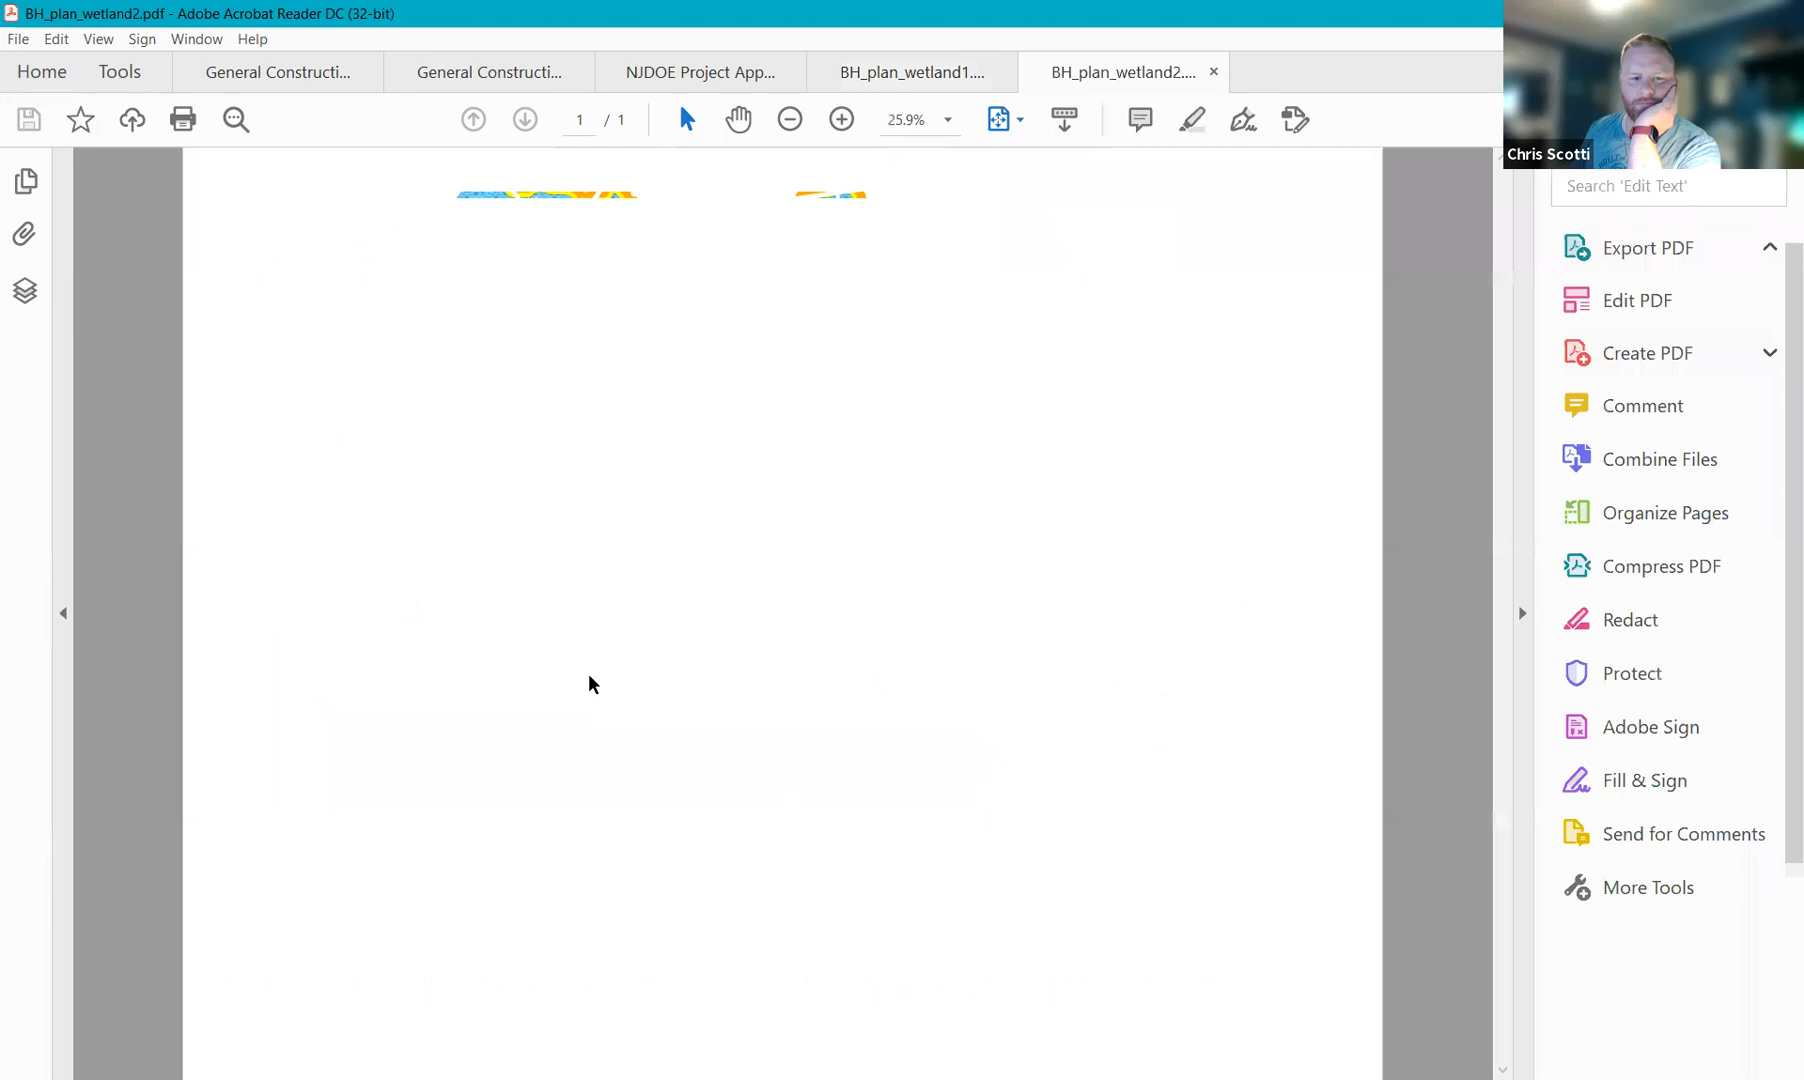 BH_plan_wetland2.pdf - Adobe Acrobat Reader DC (32-bit)
File Edit View Sign Window Help
Home Tools General Constructi... General Constructi... NJDOE Project App... BH_plan_wetland1.... BH_plan_wetland2.... ×
1 / 1 25.9%
Chris Scotti
Search 'Edit Text'
Export PDF
Edit PDF
Create PDF
Comment
Combine Files
Organize Pages
Compress PDF
Redact
Protect
Adobe Sign
Fill & Sign
Send for Comments
More Tools